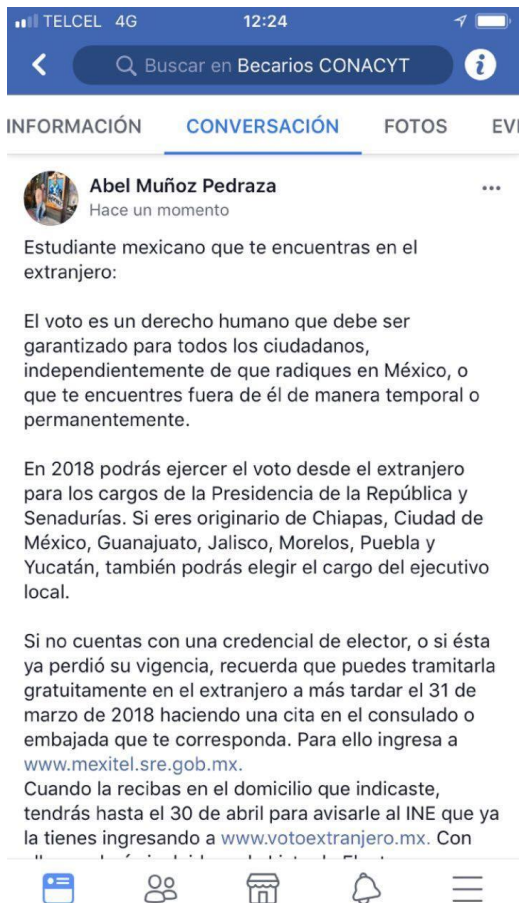 TELCEL 4G 12:24
Buscar en Becarios CONACYT
INFORMACIÓN CONVERSACIÓN FOTOS EVE
Abel Muñoz Pedraza
Hace un momento
Estudiante mexicano que te encuentras en el
extranjero:
El voto es un derecho humano que debe ser
garantizado para todos los ciudadanos,
independientemente de que radiques en México, o
que te encuentres fuera de él de manera temporal o
permanentemente.
En 2018 podrás ejercer el voto desde el extranjero
para los cargos de la Presidencia de la República y
Senadurías. Si eres originario de Chiapas, Ciudad de
México, Guanajuato, Jalisco, Morelos, Puebla y
Yucatán, también podrás elegir el cargo del ejecutivo
local.
Si no cuentas con una credencial de elector, o si ésta
ya perdió su vigencia, recuerda que puedes tramitarla
gratuitamente en el extranjero a más tardar el 31 de
marzo de 2018 haciendo una cita en el consulado o
embajada que te corresponda. Para ello ingresa a
www.mexitel.sre.gob.mx.
Cuando la recibas en el domicilio que indicaste,
tendrás hasta el 30 de abril para avisarle al INE que ya
la tienes ingresando a www.votoextranjero.mx. Con